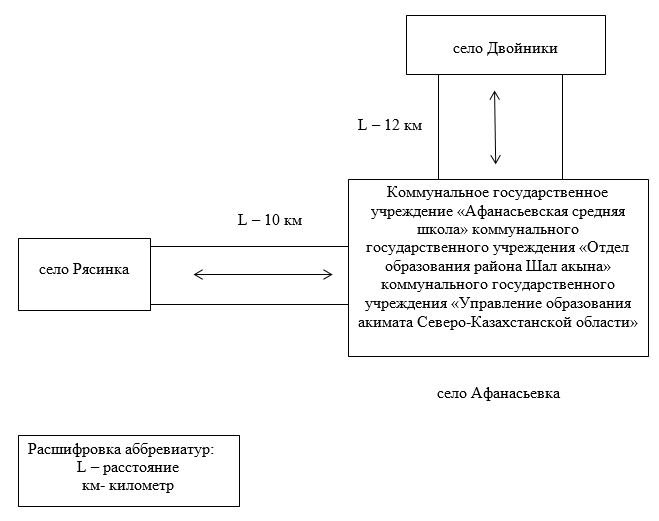 село Двойники
L – 12 км
Коммунальное государственное
учреждение «Афанасьевская средняя
школа» коммунального
государственного учреждения «Отдел
образования района Шал акына»
коммунального государственного
учреждения «Управление образования
акимата Северо-Казахстанской области»
L – 10 км
село Рясинка
село Афанасьевка
Расшифровка аббревиатур:
L – расстояние
км- километр